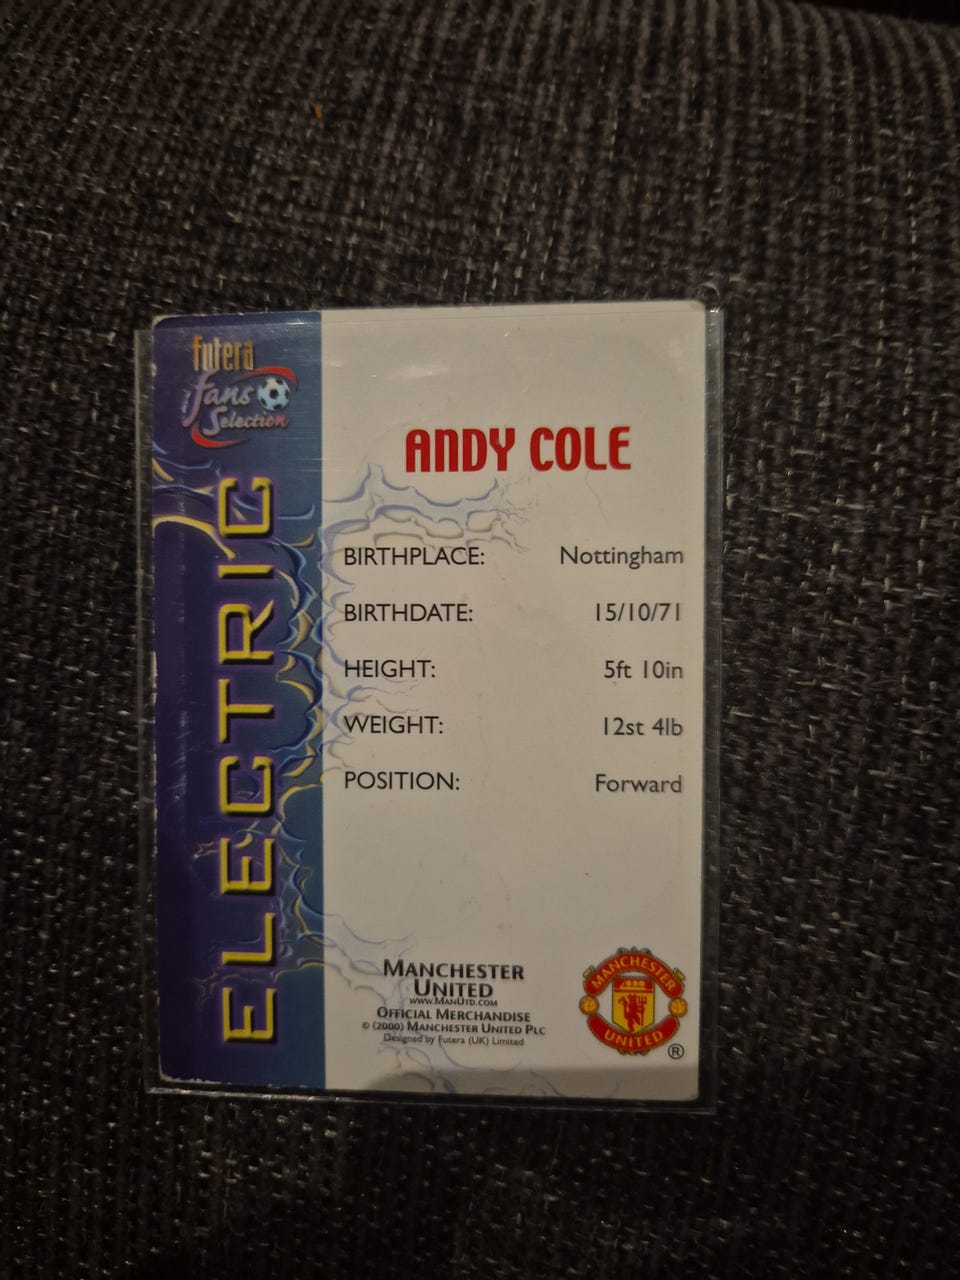 futera
fans
Selection
ELECTRIC
ANDY COLE
BIRTHPLACE: Nottingham
BIRTHDATE: 15/10/71
HEIGHT: 5ft 10in
WEIGHT: 12st 4lb
POSITION: Forward
MANCHESTER
UNITED
WWW.MANUTD.COM
OFFICIAL MERCHANDISE
© (2000) MANCHESTER UNITED PLC
Designed by Futera (UK) Limited
MANCHESTER
UNITED
®